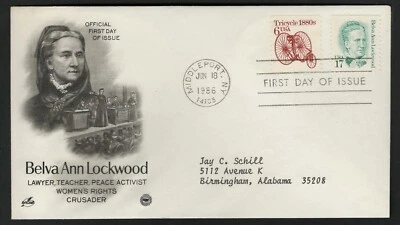 OFFICIAL
FIRST DAY
OF ISSUE
Belva Ann Lockwood
LAWYER, TEACHER, PEACE ACTIVIST
WOMEN'S RIGHTS
CRUSADER
MIDDLEPORT, NY
JUN 18
1986
14105
Tricycle 1880s
6 USA
Belva Ann Lockwood
17
FIRST DAY OF ISSUE
Jay C. Schill
5112 Avenue K
Birmingham, Alabama 35208